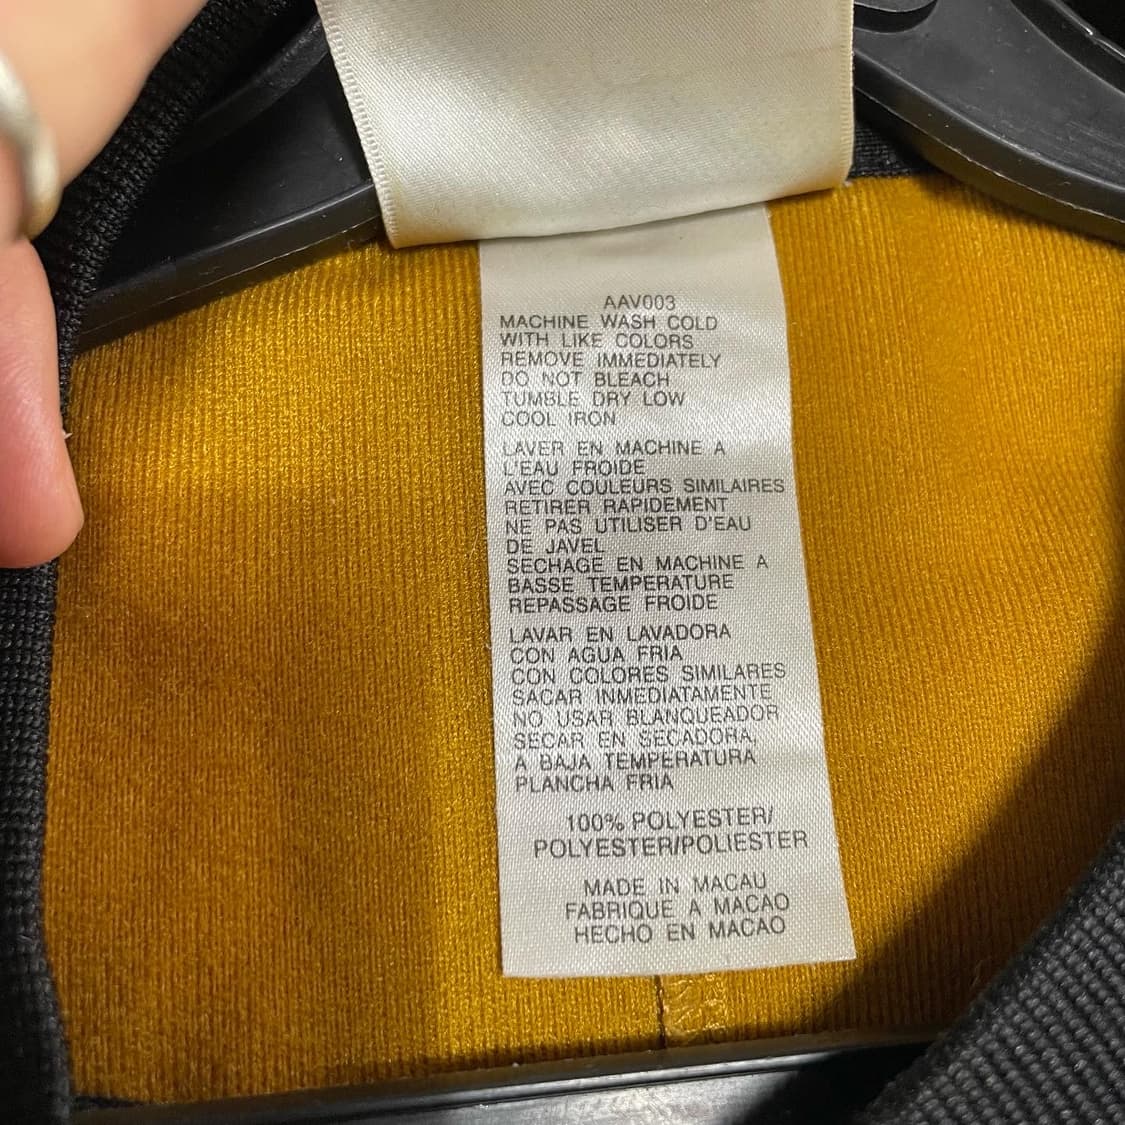 AAV003
MACHINE WASH COLD
WITH LIKE COLORS
REMOVE IMMEDIATELY
DO NOT BLEACH
TUMBLE DRY LOW
COOL IRON
LAVER EN MACHINE A
L'EAU FROIDE
AVEC COULEURS SIMILAIRES
RETIRER RAPIDEMENT
NE PAS UTILISER D'EAU
DE JAVEL
SECHAGE EN MACHINE A
BASSE TEMPERATURE
REPASSAGE FROIDE
LAVAR EN LAVADORA
CON AGUA FRIA
CON COLORES SIMILARES
SACAR INMEDIATAMENTE
NO USAR BLANQUEADOR
SECAR EN SECADORA,
A BAJA TEMPERATURA
PLANCHA FRIA
100% POLYESTER/
POLYESTER/POLIESTER
MADE IN MACAU
FABRIQUE A MACAO
HECHO EN MACAO